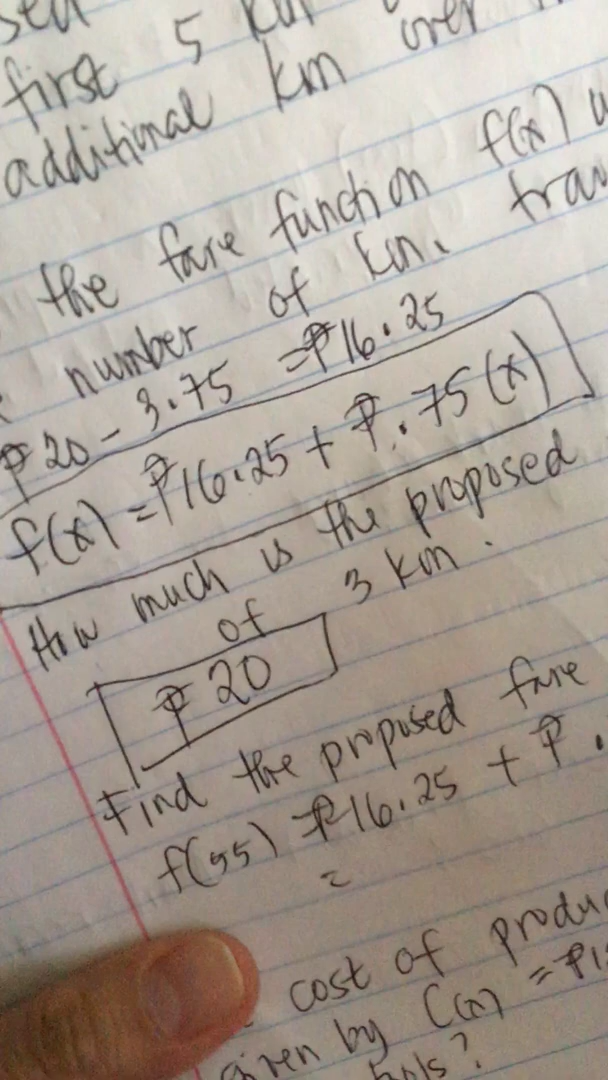 first 5 km
additional km over
the fare function f(x)
number of km.
₱20 - 3.75 = ₱16.25
f(x) = ₱16.25 + ₱.75(x)
How much is the proposed
of 3 km.
₱20
Find the proposed fare
f(55) = ₱16.25 + ₱.
=
cost of
given by C(n) = ₱